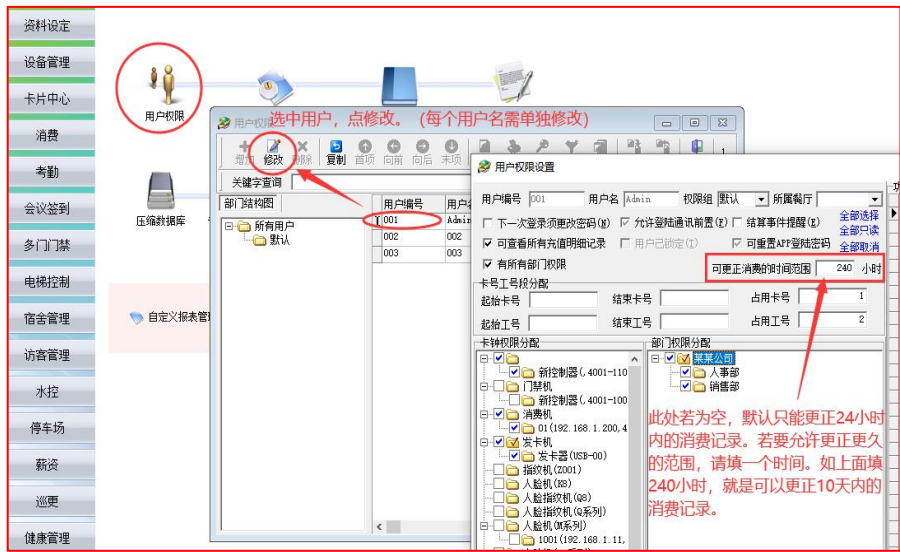 资料设定
设备管理
卡片中心
消费
考勤
会议签到
多门门禁
电梯控制
宿舍管理
访客管理
水控
停车场
薪资
巡更
健康管理
用户权限
压缩数据库
自定义报表管
用户权限
选中用户，点修改。（每个用户名需单独修改）
增加 修改 删除 复制 首项 向前 向后 末项
关键字查询
部门结构图
所有用户
默认
用户编号 用户名
001 Admin
002 002
003 003
用户权限设置
用户编号 001 用户名 Admin 权限组 默认 所属餐厅
下一次登录须更改密码(N) 允许登陆通讯前置(F) 结算事件提醒(E) 全部选择
全部只读
可查看所有充值明细记录 用户已锁定(T) 可重置APP登陆密码 全部取消
有所有部门权限
可更正消费的时间范围 240 小时
卡号工号段分配
起始卡号 结束卡号 占用卡号 1
起始工号 结束工号 占用工号 2
卡钟权限分配
新控制器(,4001-110
门禁机
新控制器(,4001-100
消费机
01(192.168.1.200,4
发卡机
发卡器(USB-00)
指纹机(Z001)
人脸机(K8)
人脸指纹机(Q8)
人脸指纹机(Q系列)
人脸机(M系列)
1001(192.168.1.11,
部门权限分配
某某公司
人事部
销售部
此处若为空，默认只能更正24小时
内的消费记录。若要允许更正更久
的范围，请填一个时间。如上面填
240小时，就是可以更正10天内的
消费记录。